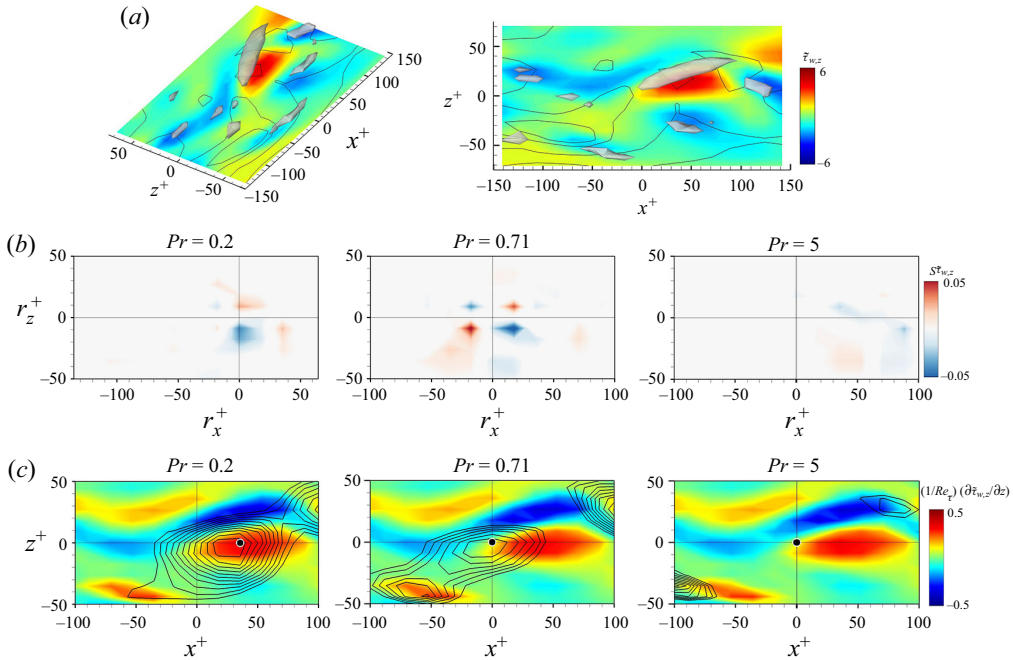 (a)
150
100
50
0
−50
−100
−150
x⁺
50
0
−50
z⁺
50
0
−50
z⁺
−150 −100 −50 0 50 100 150
x⁺
τ̃w,z
6
−6
(b)
Pr = 0.2
Pr = 0.71
Pr = 5
50
0
−50
rz⁺
−100 −50 0 50
rx⁺
50
0
−50
−100 −50 0 50 100
rx⁺
50
0
−50
−100 −50 0 50 100
rx⁺
Sτ̃w,z
0.05
−0.05
(c)
Pr = 0.2
Pr = 0.71
Pr = 5
50
0
−50
z⁺
−100 −50 0 50 100
x⁺
50
0
−50
−100 −50 0 50 100
x⁺
50
0
−50
−100 −50 0 50 100
x⁺
(1/Reτ) (∂τ̃w,z/∂z)
0.5
−0.5